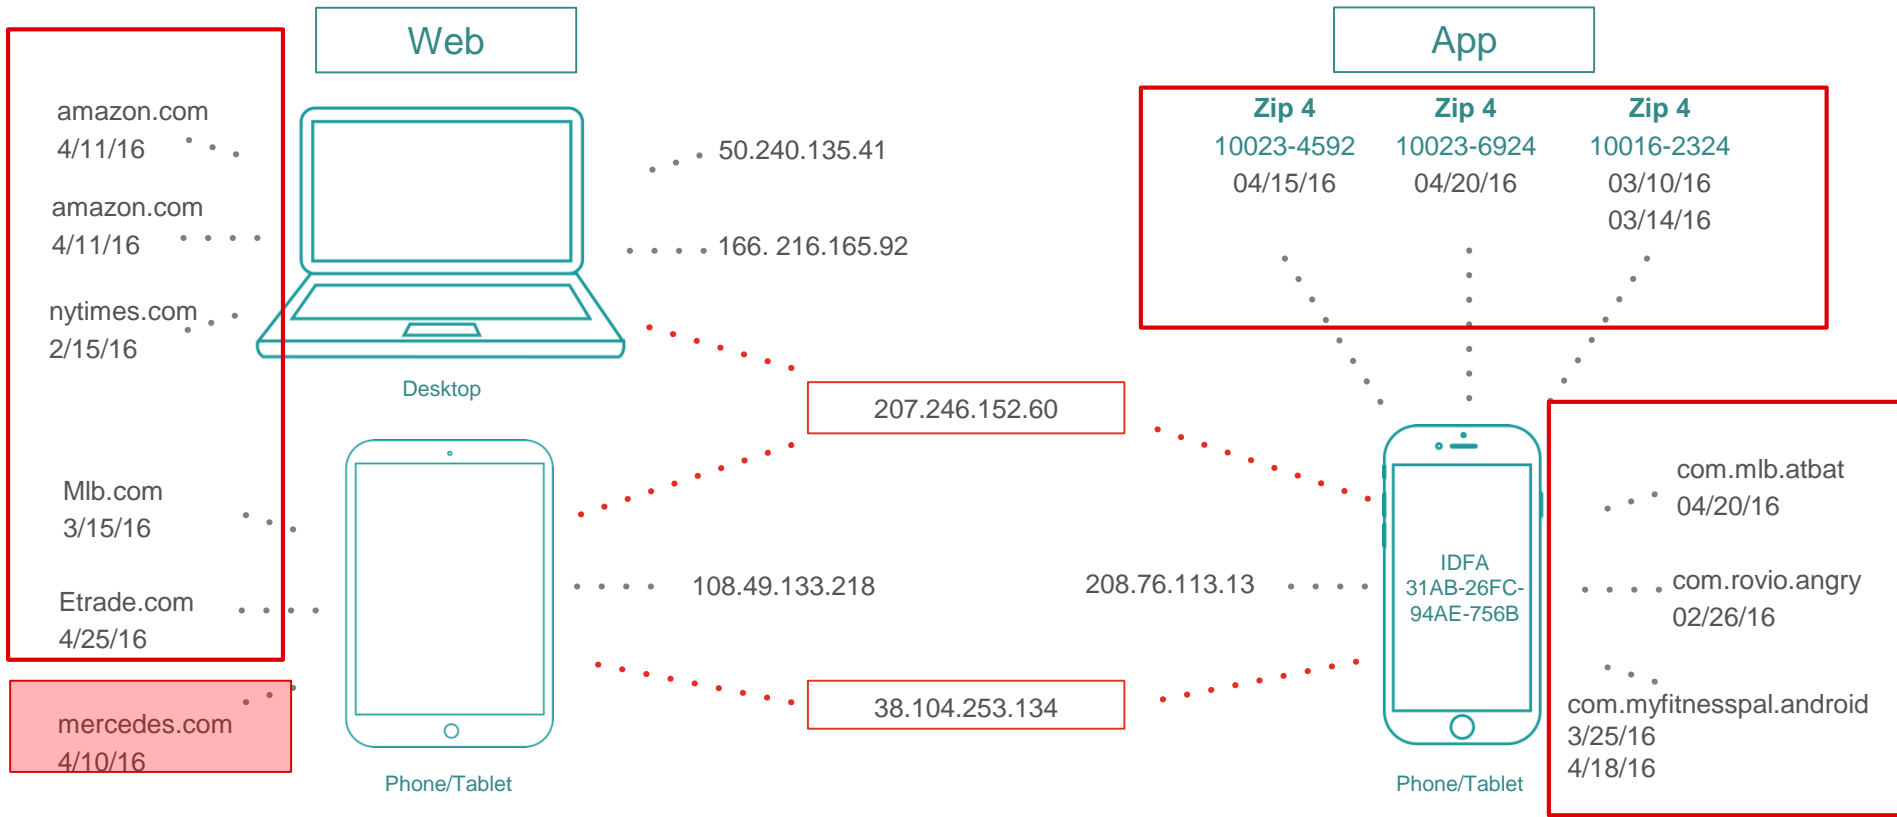 Web
App
amazon.com
4/11/16
amazon.com
4/11/16
nytimes.com
2/15/16
50.240.135.41
166. 216.165.92
Desktop
Zip 4
10023-4592
04/15/16
Zip 4
10023-6924
04/20/16
Zip 4
10016-2324
03/10/16
03/14/16
207.246.152.60
Mlb.com
3/15/16
Etrade.com
4/25/16
mercedes.com
4/10/16
108.49.133.218
208.76.113.13
38.104.253.134
Phone/Tablet
IDFA
31AB-26FC-
94AE-756B
Phone/Tablet
com.mlb.atbat
04/20/16
com.rovio.angry
02/26/16
com.myfitnesspal.android
3/25/16
4/18/16